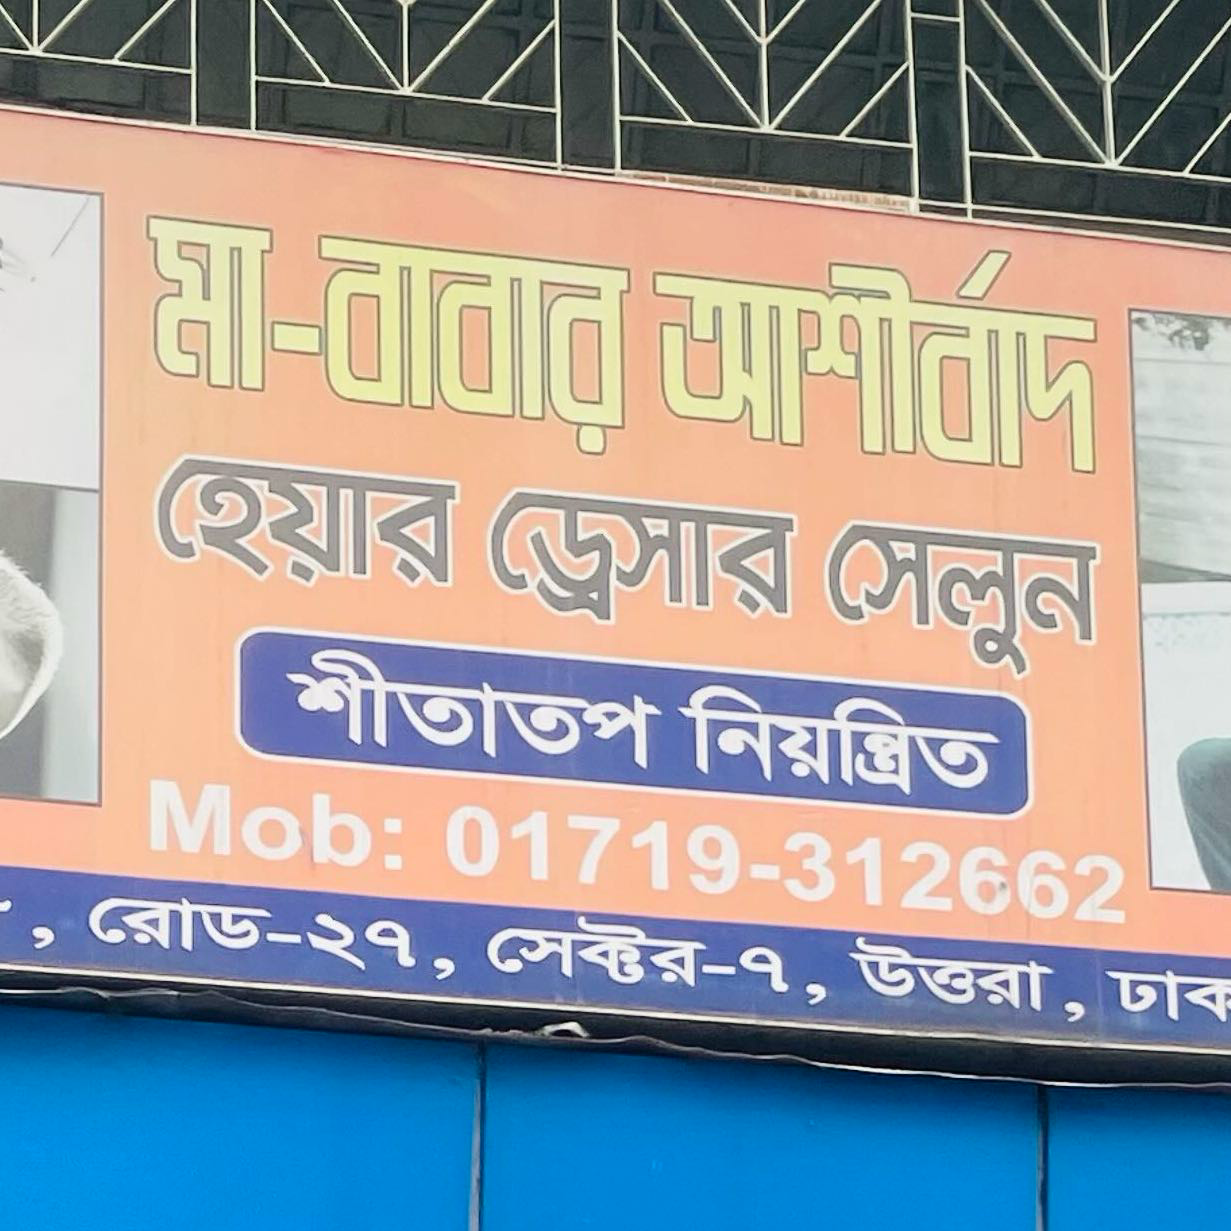 মা-বাবার আশীর্বাদ
হেয়ার ড্রেসার সেলুন
শীতাতপ নিয়ন্ত্রিত
Mob: 01719-312662
, রোড-২৭, সেক্টর-৭, উত্তরা, ঢাক